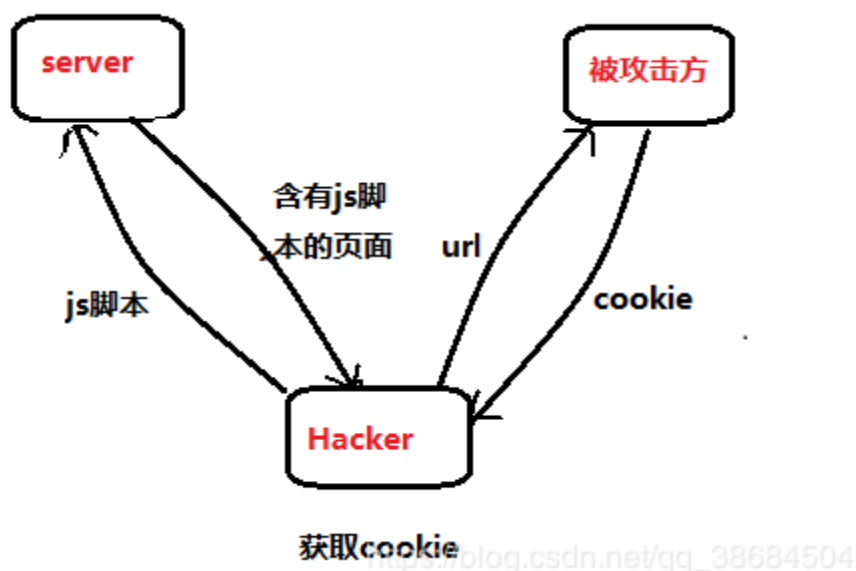 server
被攻击方
含有js脚
本的页面
url
js脚本
cookie
Hacker
获取cookie
https://blog.csdn.net/qq_38684504